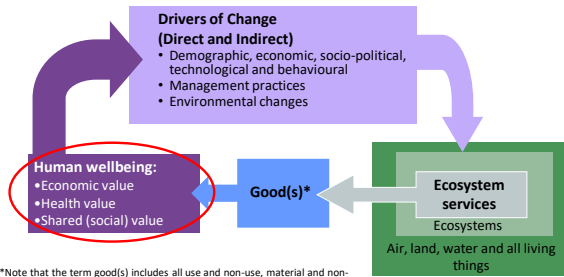 Drivers of Change
(Direct and Indirect)
• Demographic, economic, socio-political,
technological and behavioural
• Management practices
• Environmental changes
Human wellbeing:
•Economic value
•Health value
•Shared (social) value
Good(s)*
Ecosystem
services
Ecosystems
Air, land, water and all living
things
*Note that the term good(s) includes all use and non-use, material and non-